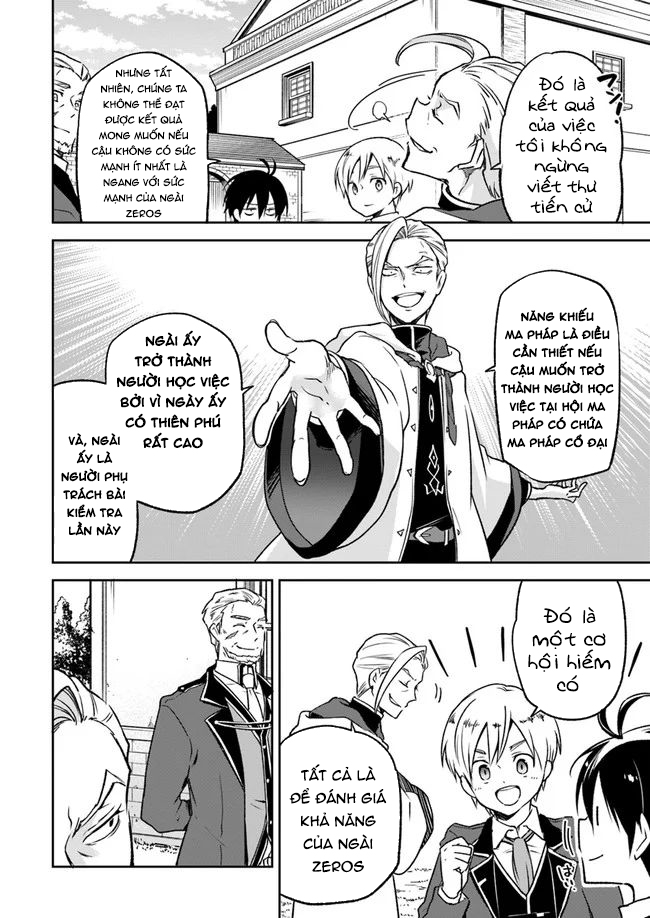 Đó là
kết quả
của việc
tôi không
ngừng
viết thư
tiến cử
NHƯNG TẤT
NHIÊN, CHÚNG TA
KHÔNG THỂ ĐẠT
ĐƯỢC KẾT QUẢ
MONG MUỐN NẾU
CẬU KHÔNG CÓ SỨC
MẠNH ÍT NHẤT LÀ
NGANG VỚI SỨC
MẠNH CỦA NGÀI
ZEROS
NĂNG KHIẾU
MA PHÁP LÀ ĐIỀU
CẦN THIẾT NẾU
CẬU MUỐN TRỞ
THÀNH NGƯỜI HỌC
VIỆC TẠI HỘI MA
PHÁP CÓ CHỨA
MA PHÁP CỔ ĐẠI
NGÀI ẤY
TRỞ THÀNH
NGƯỜI HỌC VIỆC
BỞI VÌ NGÀY ẤY
CÓ THIÊN PHÚ
RẤT CAO
VÀ, NGÀI
ẤY LÀ
NGƯỜI PHỤ
TRÁCH BÀI
KIỂM TRA
LẦN NÀY
Đó là
một cơ
hội hiếm
có
TẤT CẢ LÀ
ĐỂ ĐÁNH GIÁ
KHẢ NĂNG
CỦA NGÀI
ZEROS